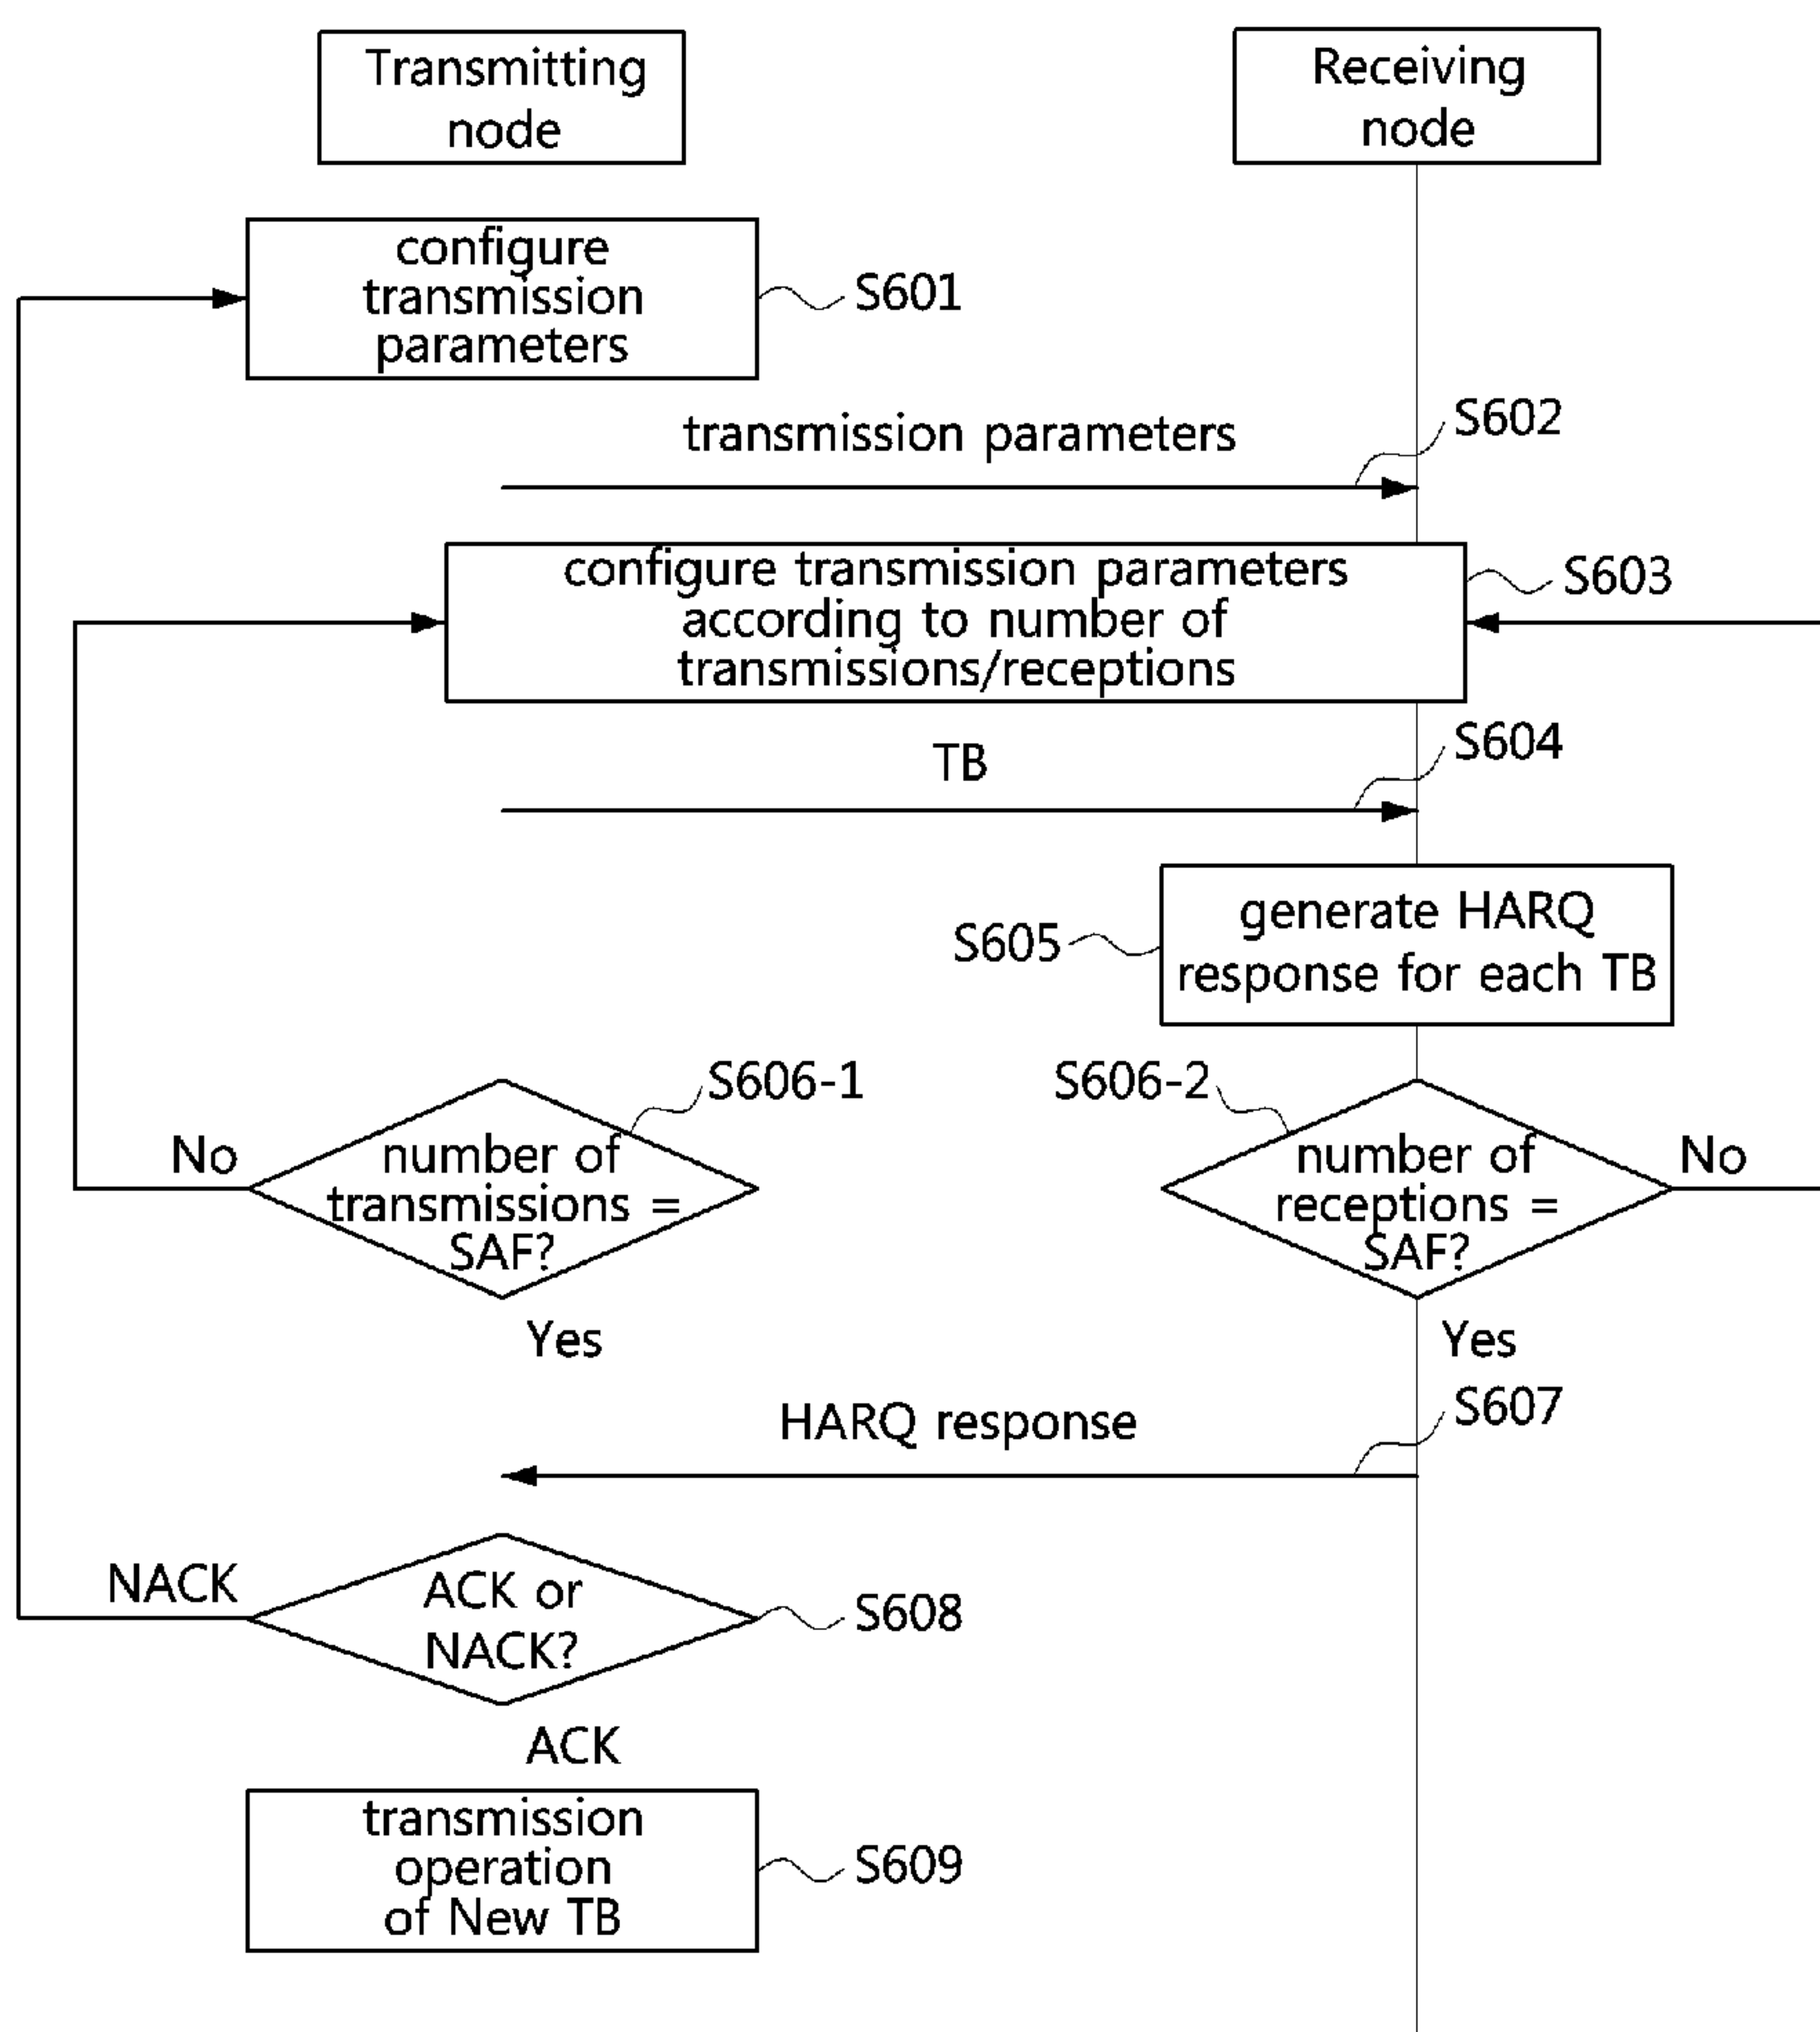 Transmitting
node
Receiving
node
configure
transmission
parameters
S601
transmission parameters
S602
configure transmission parameters
according to number of
transmissions/receptions
S603
TB
S604
generate HARQ
response for each TB
S605
S606-1
S606-2
No
number of
transmissions =
SAF?
number of
receptions =
SAF?
No
Yes
Yes
HARQ response
S607
NACK
ACK or
NACK?
S608
ACK
transmission
operation
of New TB
S609